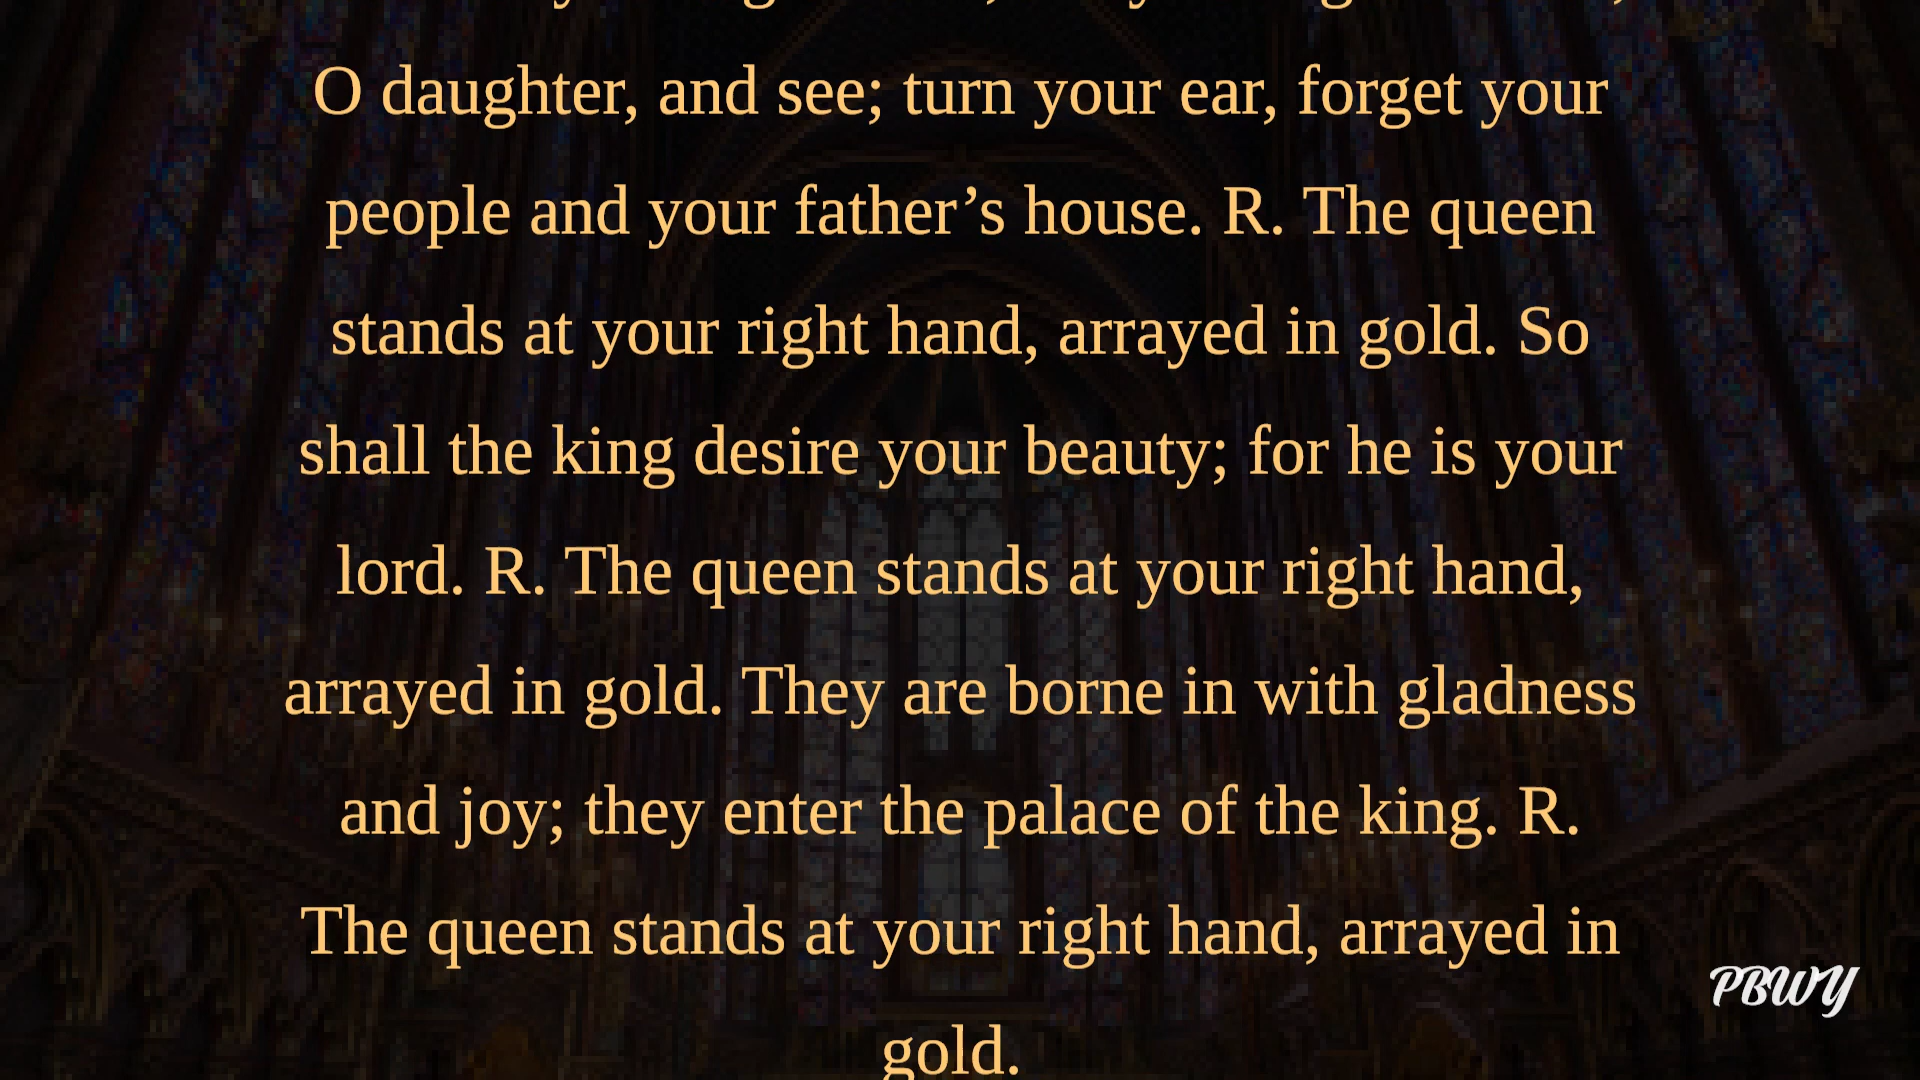 O daughter, and see; turn your ear, forget your
people and your father’s house. R. The queen
stands at your right hand, arrayed in gold. So
shall the king desire your beauty; for he is your
lord. R. The queen stands at your right hand,
arrayed in gold. They are borne in with gladness
and joy; they enter the palace of the king. R.
The queen stands at your right hand, arrayed in
PBWY
gold.